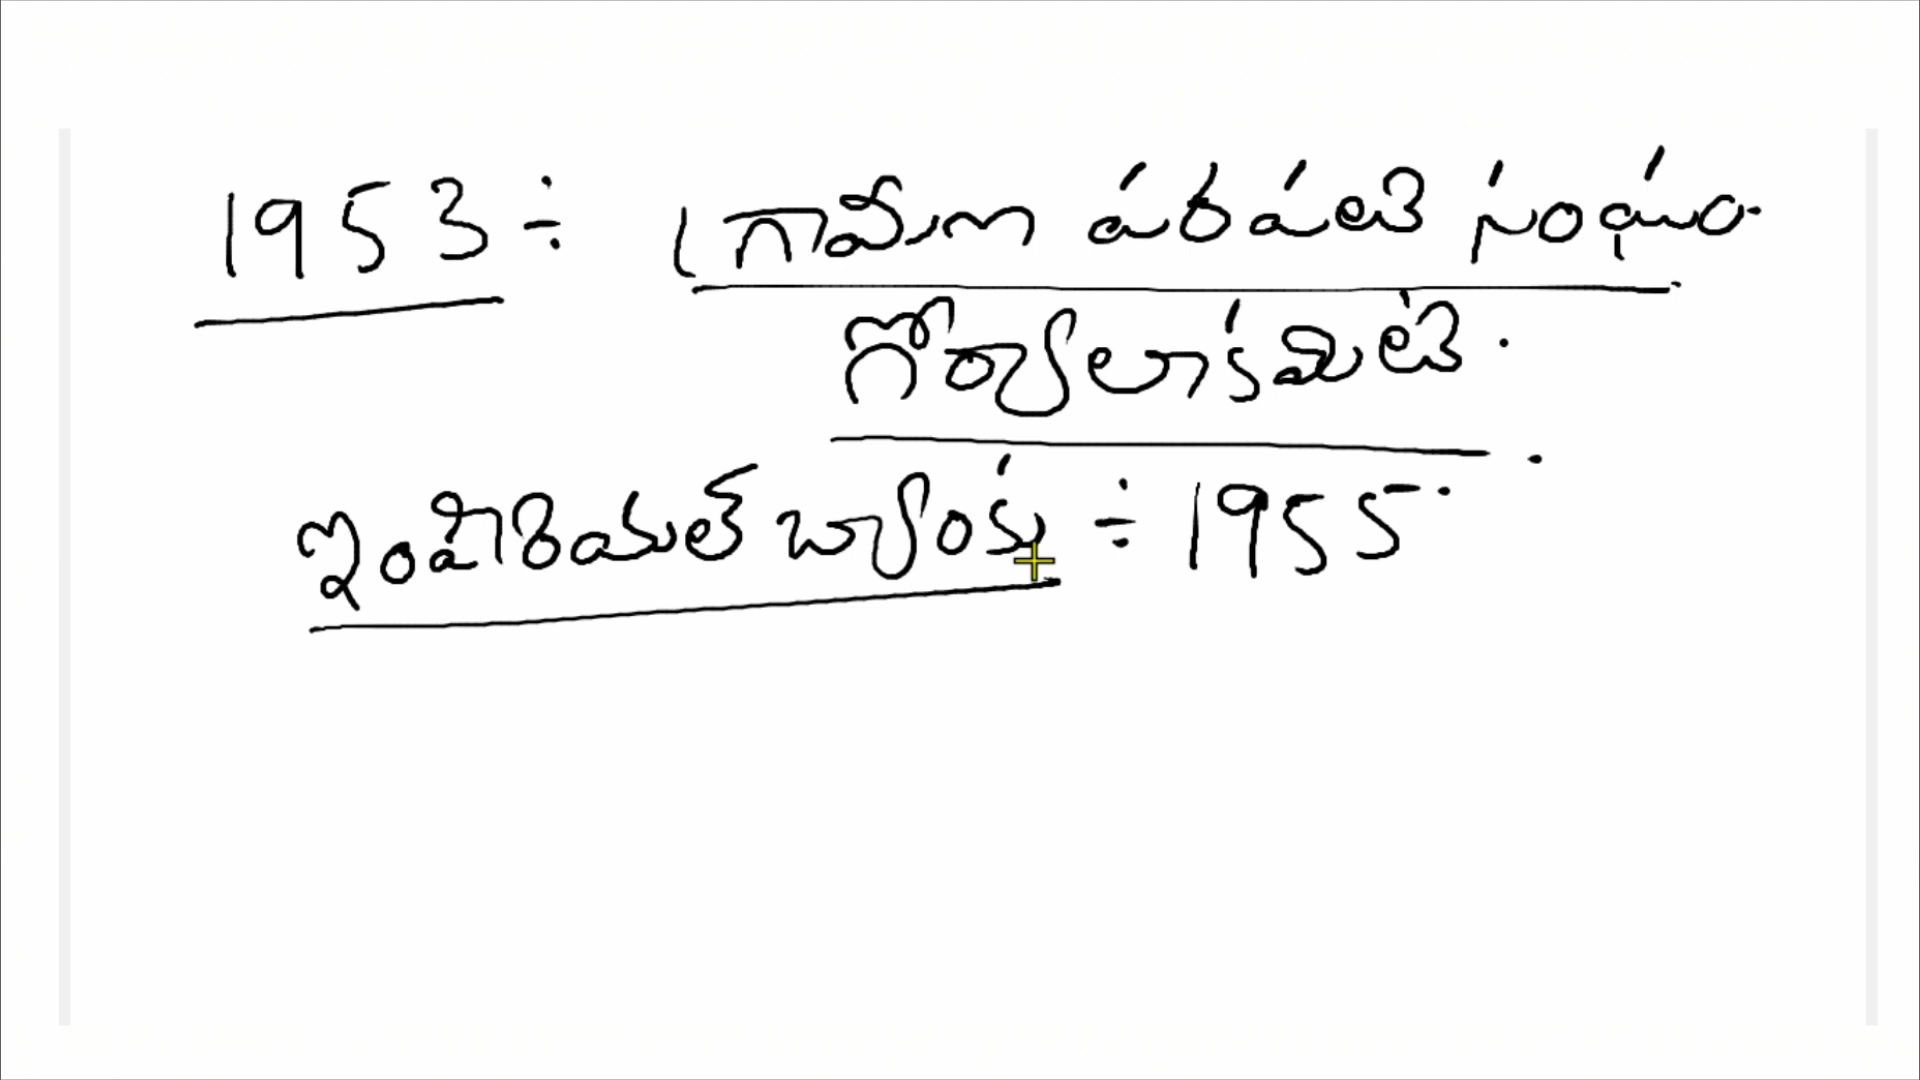 1953 ÷ గ్రామీణ పరపతి సంఘం
గోర్వాలా కమిటి.
ఇంపీరియల్ బ్యాంకు ÷ 1955